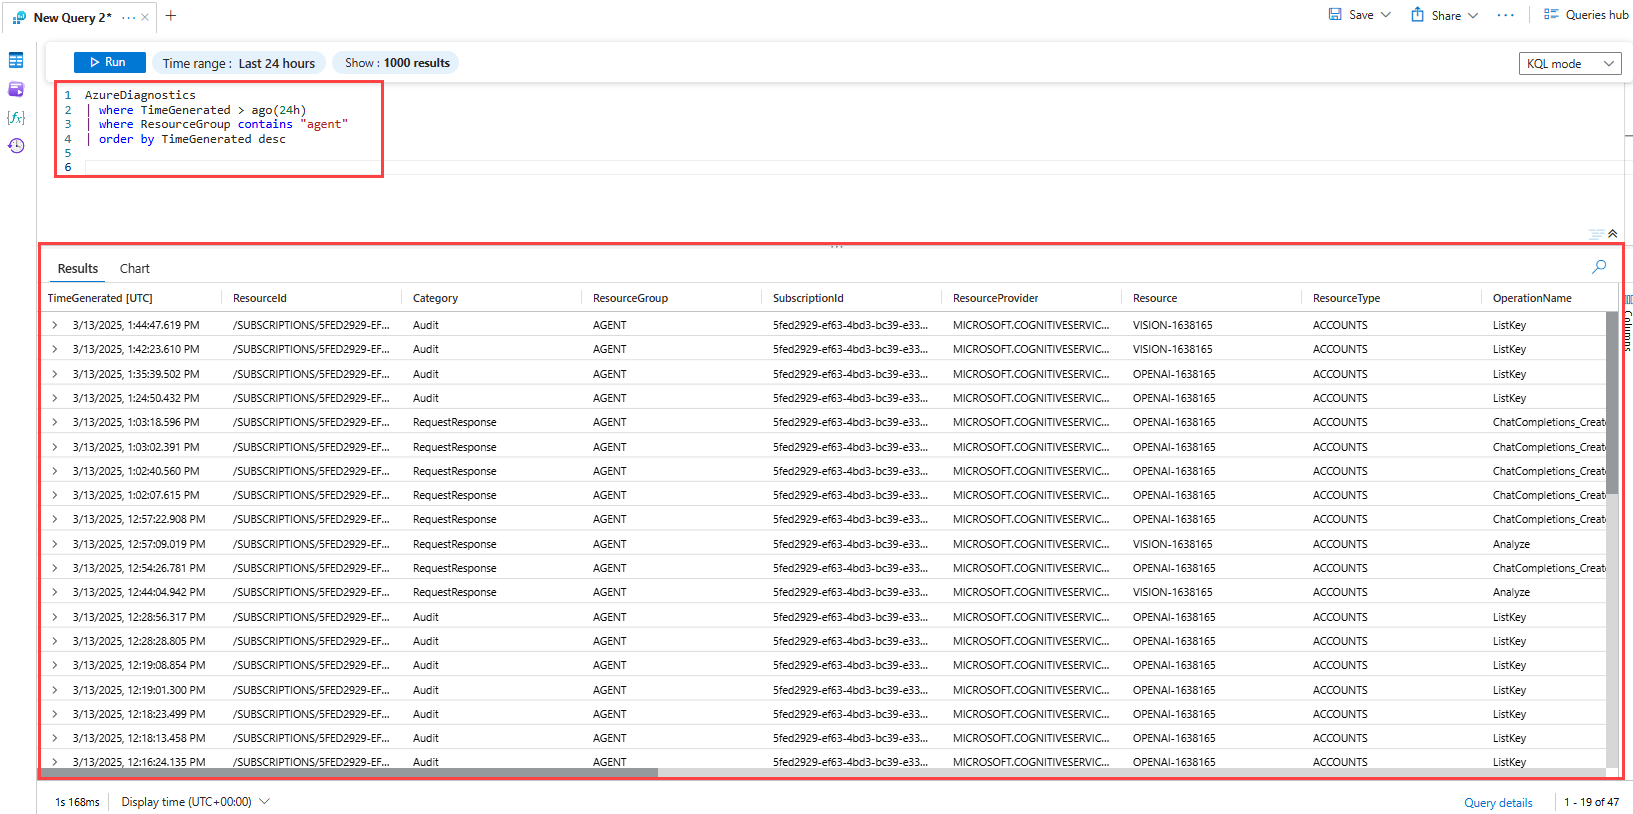 New Query 2* ··· × +
Save Share ··· Queries hub
Run Time range : Last 24 hours Show : 1000 results KQL mode
1 AzureDiagnostics
2 | where TimeGenerated > ago(24h)
3 | where ResourceGroup contains "agent"
4 | order by TimeGenerated desc
5
6
Results Chart
TimeGenerated [UTC] ResourceId Category ResourceGroup SubscriptionId ResourceProvider Resource ResourceType OperationName
3/13/2025, 1:44:47.619 PM /SUBSCRIPTIONS/5FED2929-EF... Audit AGENT 5fed2929-ef63-4bd3-bc39-e33... MICROSOFT.COGNITIVESERVIC... VISION-1638165 ACCOUNTS ListKey
3/13/2025, 1:42:23.610 PM /SUBSCRIPTIONS/5FED2929-EF... Audit AGENT 5fed2929-ef63-4bd3-bc39-e33... MICROSOFT.COGNITIVESERVIC... VISION-1638165 ACCOUNTS ListKey
3/13/2025, 1:35:39.502 PM /SUBSCRIPTIONS/5FED2929-EF... Audit AGENT 5fed2929-ef63-4bd3-bc39-e33... MICROSOFT.COGNITIVESERVIC... OPENAI-1638165 ACCOUNTS ListKey
3/13/2025, 1:24:50.432 PM /SUBSCRIPTIONS/5FED2929-EF... Audit AGENT 5fed2929-ef63-4bd3-bc39-e33... MICROSOFT.COGNITIVESERVIC... OPENAI-1638165 ACCOUNTS ListKey
3/13/2025, 1:03:18.596 PM /SUBSCRIPTIONS/5FED2929-EF... RequestResponse AGENT 5fed2929-ef63-4bd3-bc39-e33... MICROSOFT.COGNITIVESERVIC... OPENAI-1638165 ACCOUNTS ChatCompletions_Creat
3/13/2025, 1:03:02.391 PM /SUBSCRIPTIONS/5FED2929-EF... RequestResponse AGENT 5fed2929-ef63-4bd3-bc39-e33... MICROSOFT.COGNITIVESERVIC... OPENAI-1638165 ACCOUNTS ChatCompletions_Creat
3/13/2025, 1:02:40.560 PM /SUBSCRIPTIONS/5FED2929-EF... RequestResponse AGENT 5fed2929-ef63-4bd3-bc39-e33... MICROSOFT.COGNITIVESERVIC... OPENAI-1638165 ACCOUNTS ChatCompletions_Creat
3/13/2025, 1:02:07.615 PM /SUBSCRIPTIONS/5FED2929-EF... RequestResponse AGENT 5fed2929-ef63-4bd3-bc39-e33... MICROSOFT.COGNITIVESERVIC... OPENAI-1638165 ACCOUNTS ChatCompletions_Creat
3/13/2025, 12:57:22.908 PM /SUBSCRIPTIONS/5FED2929-EF... RequestResponse AGENT 5fed2929-ef63-4bd3-bc39-e33... MICROSOFT.COGNITIVESERVIC... OPENAI-1638165 ACCOUNTS ChatCompletions_Creat
3/13/2025, 12:57:09.019 PM /SUBSCRIPTIONS/5FED2929-EF... RequestResponse AGENT 5fed2929-ef63-4bd3-bc39-e33... MICROSOFT.COGNITIVESERVIC... VISION-1638165 ACCOUNTS Analyze
3/13/2025, 12:54:26.781 PM /SUBSCRIPTIONS/5FED2929-EF... RequestResponse AGENT 5fed2929-ef63-4bd3-bc39-e33... MICROSOFT.COGNITIVESERVIC... OPENAI-1638165 ACCOUNTS ChatCompletions_Creat
3/13/2025, 12:44:04.942 PM /SUBSCRIPTIONS/5FED2929-EF... RequestResponse AGENT 5fed2929-ef63-4bd3-bc39-e33... MICROSOFT.COGNITIVESERVIC... VISION-1638165 ACCOUNTS Analyze
3/13/2025, 12:28:56.317 PM /SUBSCRIPTIONS/5FED2929-EF... Audit AGENT 5fed2929-ef63-4bd3-bc39-e33... MICROSOFT.COGNITIVESERVIC... OPENAI-1638165 ACCOUNTS ListKey
3/13/2025, 12:28:28.805 PM /SUBSCRIPTIONS/5FED2929-EF... Audit AGENT 5fed2929-ef63-4bd3-bc39-e33... MICROSOFT.COGNITIVESERVIC... OPENAI-1638165 ACCOUNTS ListKey
3/13/2025, 12:19:08.854 PM /SUBSCRIPTIONS/5FED2929-EF... Audit AGENT 5fed2929-ef63-4bd3-bc39-e33... MICROSOFT.COGNITIVESERVIC... OPENAI-1638165 ACCOUNTS ListKey
3/13/2025, 12:19:01.300 PM /SUBSCRIPTIONS/5FED2929-EF... Audit AGENT 5fed2929-ef63-4bd3-bc39-e33... MICROSOFT.COGNITIVESERVIC... OPENAI-1638165 ACCOUNTS ListKey
3/13/2025, 12:18:23.499 PM /SUBSCRIPTIONS/5FED2929-EF... Audit AGENT 5fed2929-ef63-4bd3-bc39-e33... MICROSOFT.COGNITIVESERVIC... OPENAI-1638165 ACCOUNTS ListKey
3/13/2025, 12:18:13.458 PM /SUBSCRIPTIONS/5FED2929-EF... Audit AGENT 5fed2929-ef63-4bd3-bc39-e33... MICROSOFT.COGNITIVESERVIC... OPENAI-1638165 ACCOUNTS ListKey
3/13/2025, 12:16:24.135 PM /SUBSCRIPTIONS/5FED2929-EF... Audit AGENT 5fed2929-ef63-4bd3-bc39-e33... MICROSOFT.COGNITIVESERVIC... OPENAI-1638165 ACCOUNTS ListKey
Columns
1s 168ms Display time (UTC+00:00) Query details 1 - 19 of 47